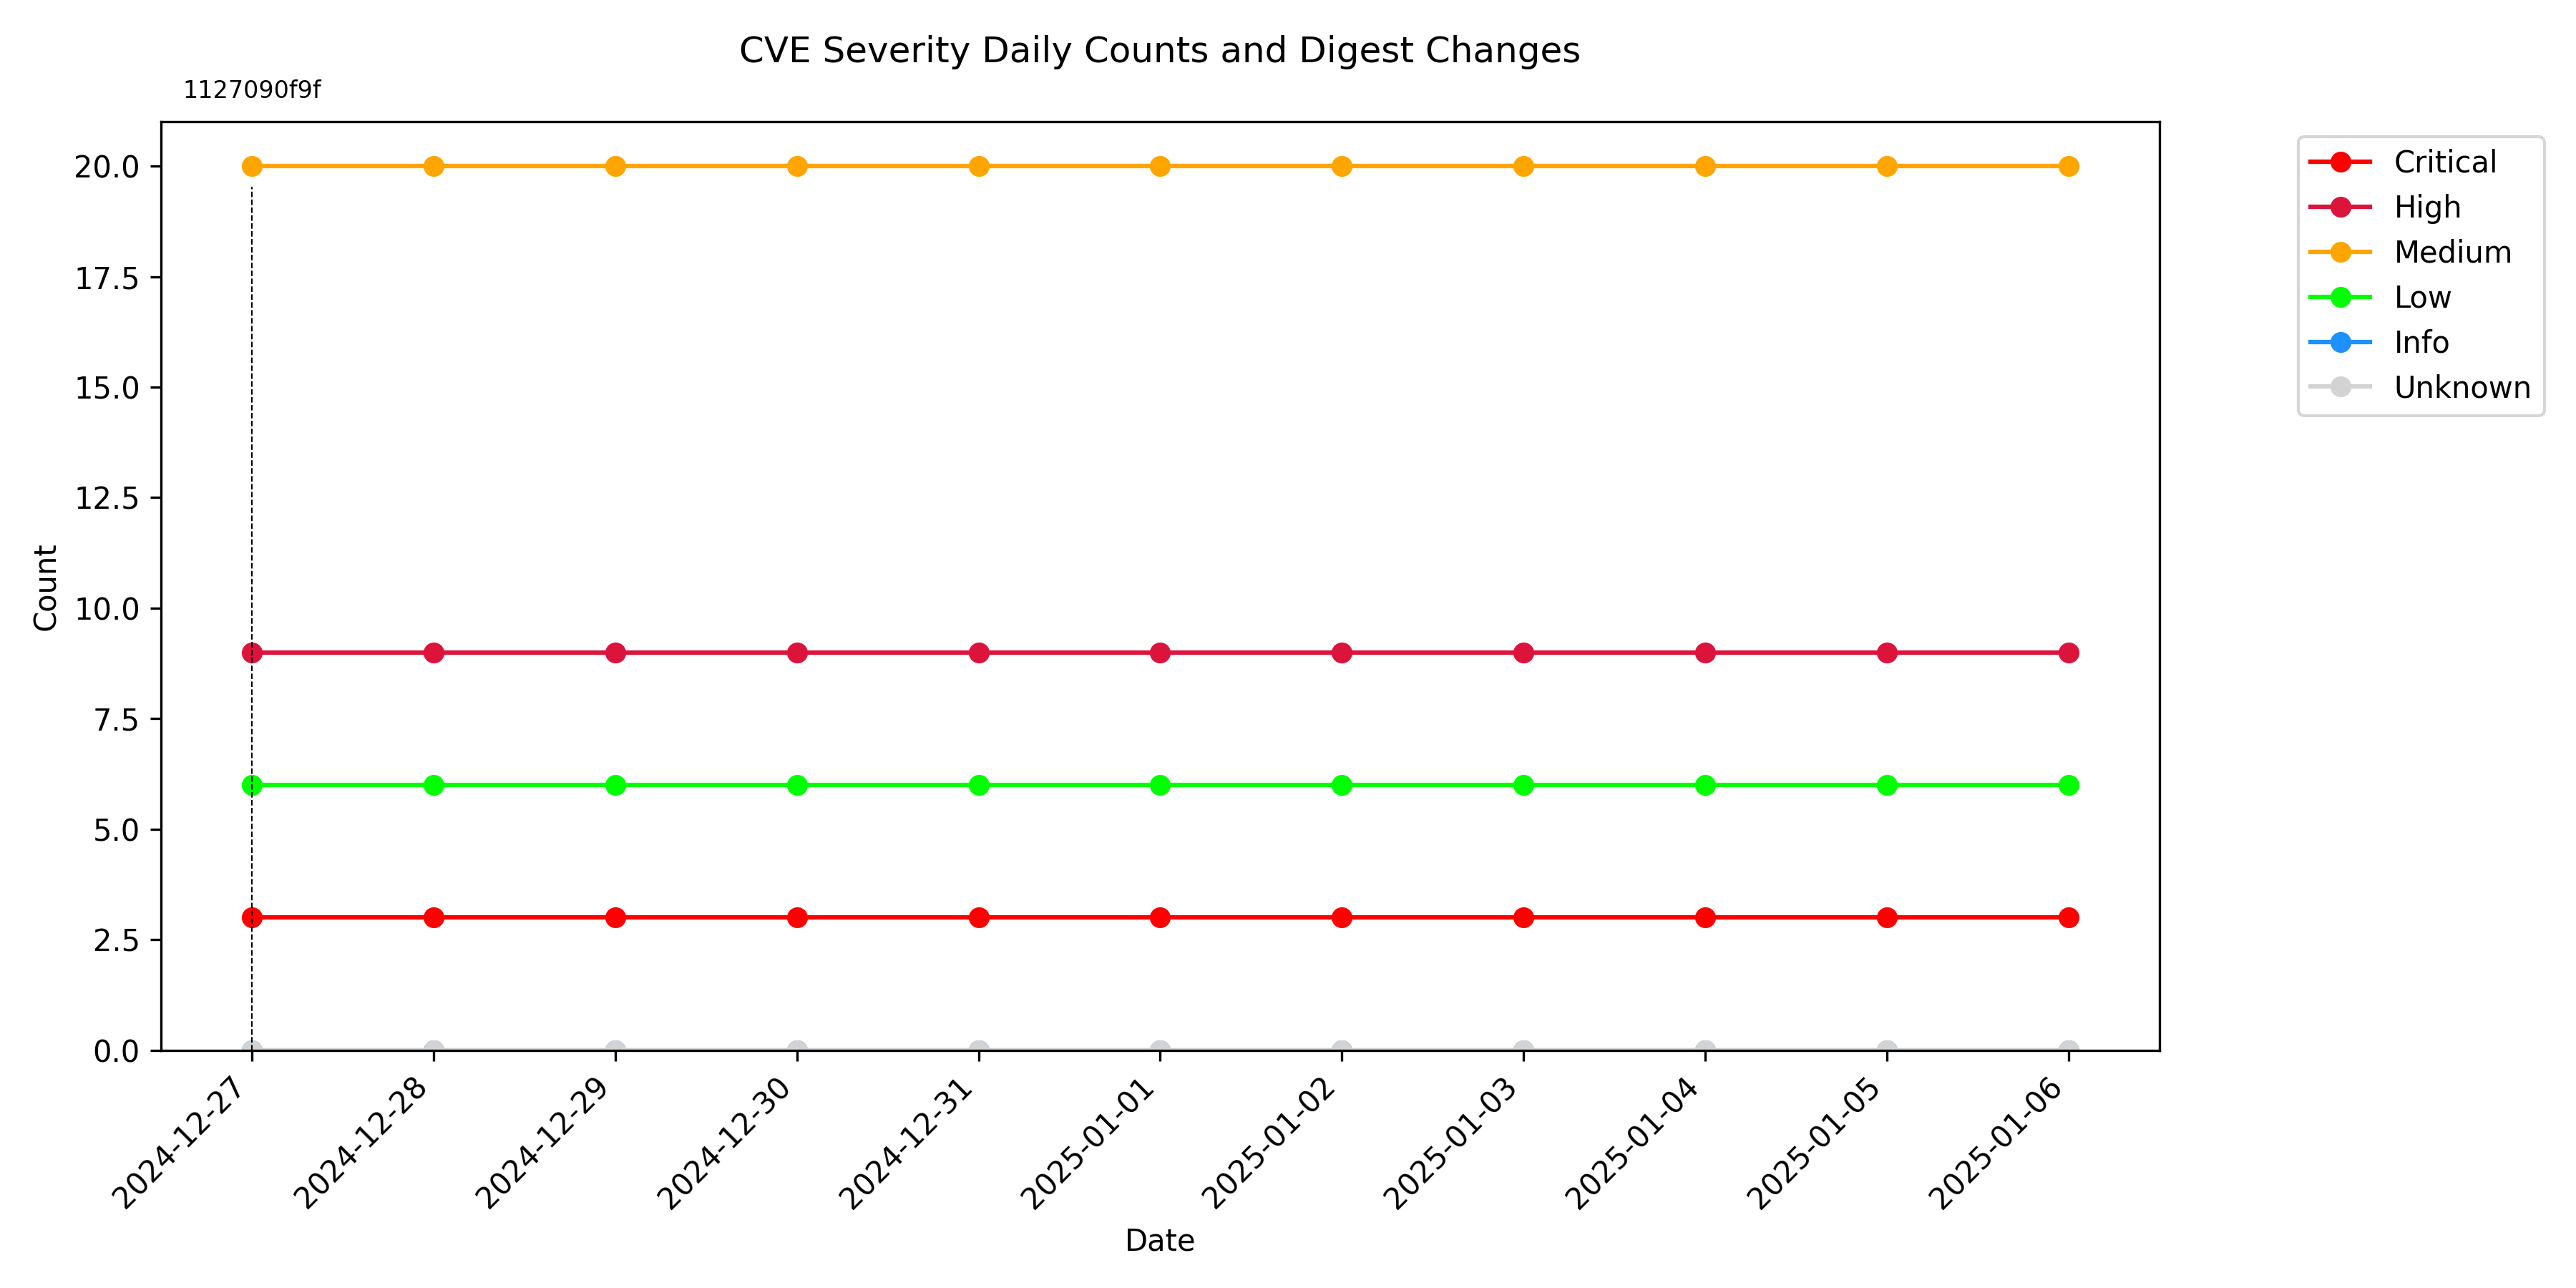 CVE Severity Daily Counts and Digest Changes
1127090f9f
20.0
17.5
15.0
12.5
10.0
7.5
5.0
2.5
0.0
Count
2024-12-27
2024-12-28
2024-12-29
2024-12-30
2024-12-31
2025-01-01
2025-01-02
2025-01-03
2025-01-04
2025-01-05
2025-01-06
Date
Critical
High
Medium
Low
Info
Unknown